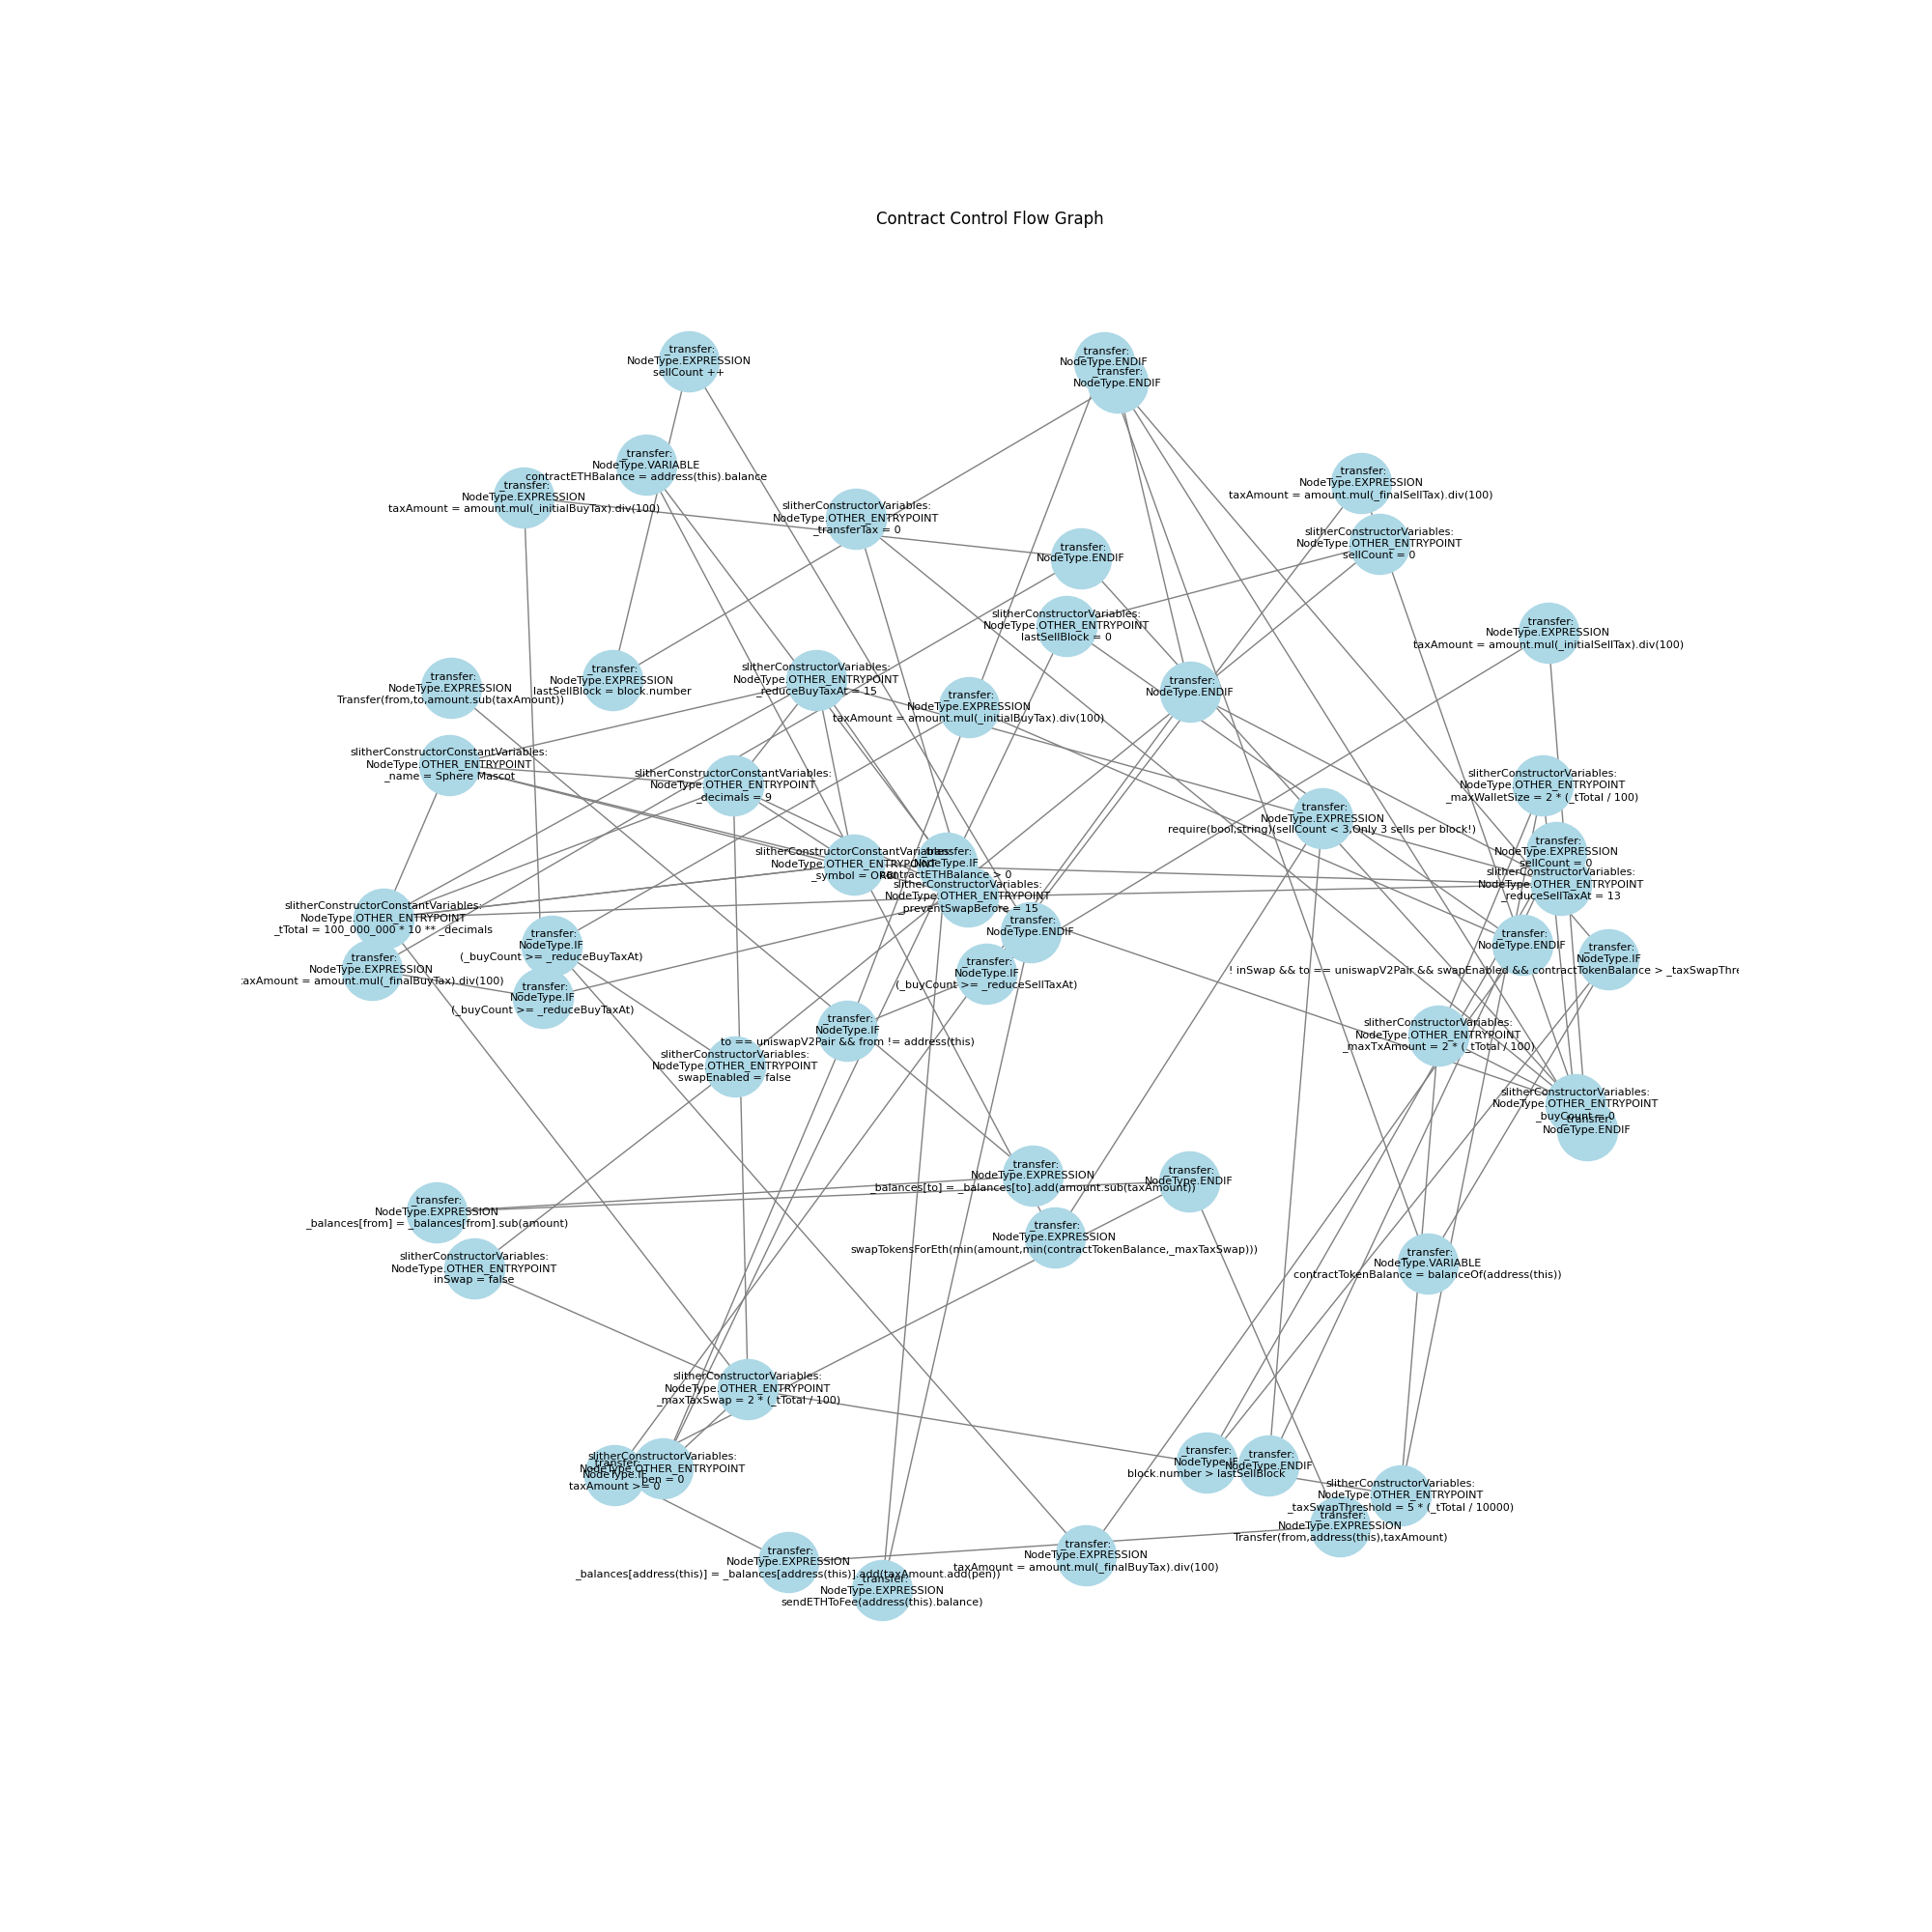 Contract Control Flow Graph
_transfer:
NodeType.EXPRESSION
sellCount ++
_transfer:
NodeType.ENDIF
_transfer:
NodeType.ENDIF
_transfer:
NodeType.VARIABLE
contractETHBalance = address(this).balance
_transfer:
NodeType.EXPRESSION
taxAmount = amount.mul(_initialBuyTax).div(100)
_transfer:
NodeType.EXPRESSION
taxAmount = amount.mul(_finalSellTax).div(100)
slitherConstructorVariables:
NodeType.OTHER_ENTRYPOINT
_transferTax = 0
slitherConstructorVariables:
NodeType.OTHER_ENTRYPOINT
sellCount = 0
_transfer:
NodeType.ENDIF
slitherConstructorVariables:
NodeType.OTHER_ENTRYPOINT
lastSellBlock = 0
_transfer:
NodeType.EXPRESSION
taxAmount = amount.mul(_initialSellTax).div(100)
_transfer:
NodeType.EXPRESSION
lastSellBlock = block.number
slitherConstructorVariables:
NodeType.OTHER_ENTRYPOINT
_reduceBuyTaxAt = 15
_transfer:
NodeType.EXPRESSION
Transfer(from,to,amount.sub(taxAmount))
_transfer:
NodeType.ENDIF
_transfer:
NodeType.EXPRESSION
taxAmount = amount.mul(_initialBuyTax).div(100)
slitherConstructorConstantVariables:
NodeType.OTHER_ENTRYPOINT
_name = Sphere Mascot
slitherConstructorConstantVariables:
NodeType.OTHER_ENTRYPOINT
_decimals = 9
slitherConstructorVariables:
NodeType.OTHER_ENTRYPOINT
_maxWalletSize = 2 * (_tTotal / 100)
_transfer:
NodeType.EXPRESSION
require(bool,string)(sellCount < 3,Only 3 sells per block!)
slitherConstructorConstantVariables:
NodeType.OTHER_ENTRYPOINT
_symbol =
_transfer:
NodeType.IF
contractETHBalance > 0
_transfer:
NodeType.EXPRESSION
sellCount = 0
slitherConstructorVariables:
NodeType.OTHER_ENTRYPOINT
_reduceSellTaxAt = 13
slitherConstructorVariables:
NodeType.OTHER_ENTRYPOINT
_preventSwapBefore = 15
slitherConstructorConstantVariables:
NodeType.OTHER_ENTRYPOINT
_tTotal = 100_000_000 * 10 ** _decimals
_transfer:
NodeType.ENDIF
_transfer:
NodeType.IF
(_buyCount >= _reduceBuyTaxAt)
_transfer:
NodeType.ENDIF
_transfer:
NodeType.IF
! inSwap && to == uniswapV2Pair && swapEnabled && contractTokenBalance > _taxSwapThre
_transfer:
NodeType.EXPRESSION
taxAmount = amount.mul(_finalBuyTax).div(100)
_transfer:
NodeType.IF
(_buyCount >= _reduceSellTaxAt)
_transfer:
NodeType.IF
(_buyCount >= _reduceBuyTaxAt)
_transfer:
NodeType.IF
to == uniswapV2Pair && from != address(this)
slitherConstructorVariables:
NodeType.OTHER_ENTRYPOINT
_maxTxAmount = 2 * (_tTotal / 100)
slitherConstructorVariables:
NodeType.OTHER_ENTRYPOINT
swapEnabled = false
slitherConstructorVariables:
NodeType.OTHER_ENTRYPOINT
_buyCount = 0
_transfer:
NodeType.ENDIF
_transfer:
NodeType.EXPRESSION
_balances[to] = _balances[to].add(amount.sub(taxAmount))
_transfer:
NodeType.ENDIF
_transfer:
NodeType.EXPRESSION
_balances[from] = _balances[from].sub(amount)
_transfer:
NodeType.EXPRESSION
swapTokensForEth(min(amount,min(contractTokenBalance,_maxTaxSwap)))
slitherConstructorVariables:
NodeType.OTHER_ENTRYPOINT
inSwap = false
_transfer:
NodeType.VARIABLE
contractTokenBalance = balanceOf(address(this))
slitherConstructorVariables:
NodeType.OTHER_ENTRYPOINT
_maxTaxSwap = 2 * (_tTotal / 100)
slitherConstructorVariables:
NodeType.OTHER_ENTRYPOINT
pen = 0
_transfer:
NodeType.IF
taxAmount >= 0
_transfer:
NodeType.IF
block.number > lastSellBlock
_transfer:
NodeType.ENDIF
slitherConstructorVariables:
NodeType.OTHER_ENTRYPOINT
_taxSwapThreshold = 5 * (_tTotal / 10000)
_transfer:
NodeType.EXPRESSION
Transfer(from,address(this),taxAmount)
_transfer:
NodeType.EXPRESSION
taxAmount = amount.mul(_finalBuyTax).div(100)
_transfer:
NodeType.EXPRESSION
_balances[address(this)] = _balances[address(this)].add(taxAmount.add(pen))
_transfer:
NodeType.EXPRESSION
sendETHToFee(address(this).balance)